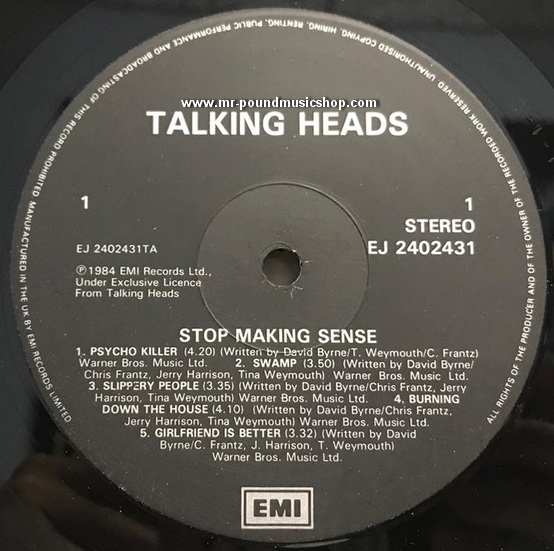 www.mr-poundmusicshop.com
TALKING HEADS
1 1
STEREO
EJ 2402431TA EJ 2402431
Ⓟ1984 EMI Records Ltd.,
Under Exclusive Licence
From Talking Heads
STOP MAKING SENSE
1. PSYCHO KILLER (4.20) (Written by David Byrne/T. Weymouth/C. Frantz)
Warner Bros. Music Ltd. 2. SWAMP (3.50) (Written by David Byrne/
Chris Frantz, Jerry Harrison, Tina Weymouth) Warner Bros. Music Ltd.
3. SLIPPERY PEOPLE (3.35) (Written by David Byrne/Chris Frantz, Jerry
Harrison, Tina Weymouth) Warner Bros. Music Ltd. 4. BURNING
DOWN THE HOUSE (4.10) (Written by David Byrne/Chris Frantz,
Jerry Harrison, Tina Weymouth) Warner Bros. Music Ltd.
5. GIRLFRIEND IS BETTER (3.32) (Written by David
Byrne/C. Frantz, J. Harrison, T. Weymouth)
Warner Bros. Music Ltd.
EMI
ALL RIGHTS OF THE PRODUCER AND OF THE OWNER OF THE RECORDED WORK RESERVED UNAUTHORISED COPYING, HIRING, RENTING, PUBLIC PERFORMANCE AND BROADCASTING OF THIS RECORD PROHIBITED MANUFACTURED IN THE UK BY EMI RECORDS LIMITED